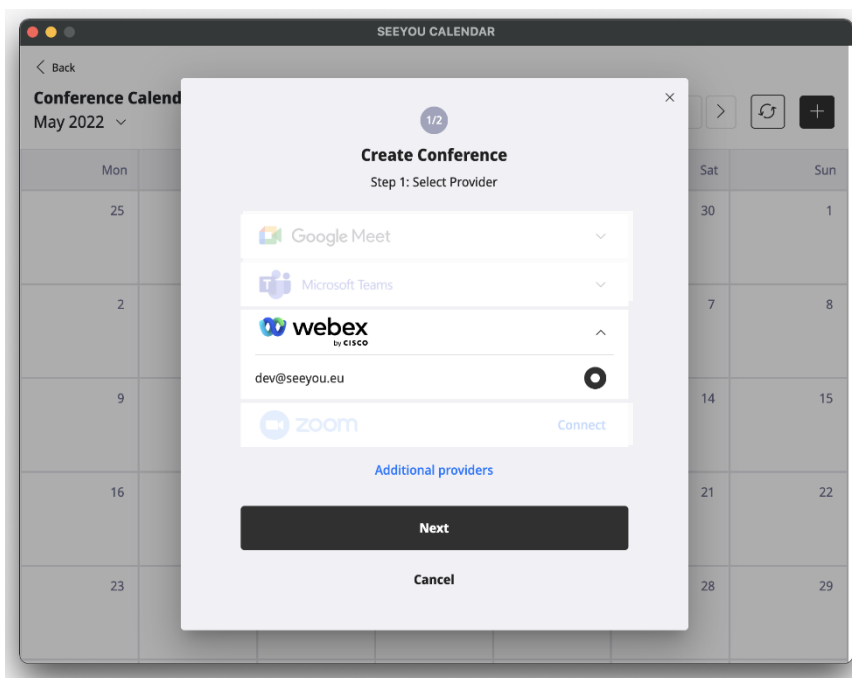 SEEYOU CALENDAR
Back
Conference Calend
May 2022
1/2
Create Conference
Step 1: Select Provider
Mon Sat Sun
25 30 1
Google Meet
Microsoft Teams
2 7 8
webex
by CISCO
dev@seeyou.eu
9 14 15
zoom Connect
Additional providers
16 21 22
Next
Cancel
23 28 29